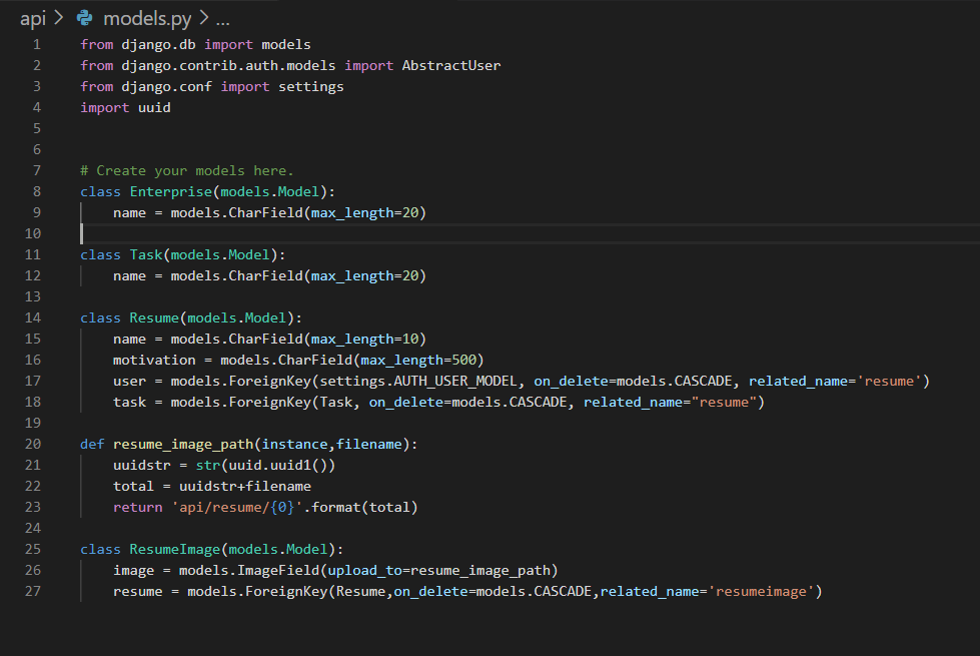 api > models.py > ...
1 from django.db import models
2 from django.contrib.auth.models import AbstractUser
3 from django.conf import settings
4 import uuid
5
6
7 # Create your models here.
8 class Enterprise(models.Model):
9     name = models.CharField(max_length=20)
10
11 class Task(models.Model):
12     name = models.CharField(max_length=20)
13
14 class Resume(models.Model):
15     name = models.CharField(max_length=10)
16     motivation = models.CharField(max_length=500)
17     user = models.ForeignKey(settings.AUTH_USER_MODEL, on_delete=models.CASCADE, related_name='resume')
18     task = models.ForeignKey(Task, on_delete=models.CASCADE, related_name="resume")
19
20 def resume_image_path(instance,filename):
21     uuidstr = str(uuid.uuid1())
22     total = uuidstr+filename
23     return 'api/resume/{0}'.format(total)
24
25 class ResumeImage(models.Model):
26     image = models.ImageField(upload_to=resume_image_path)
27     resume = models.ForeignKey(Resume,on_delete=models.CASCADE,related_name='resumeimage')